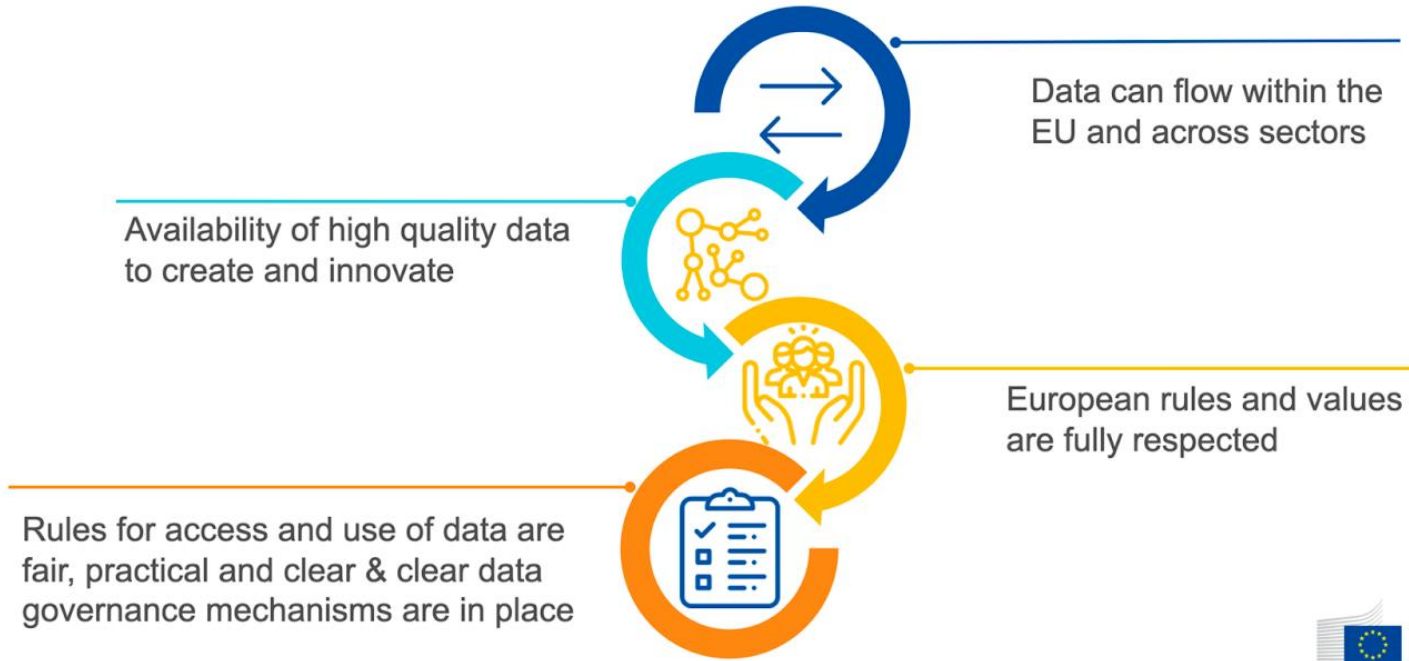 Data can flow within the
EU and across sectors
Availability of high quality data
to create and innovate
European rules and values
are fully respected
Rules for access and use of data are
fair, practical and clear & clear data
governance mechanisms are in place